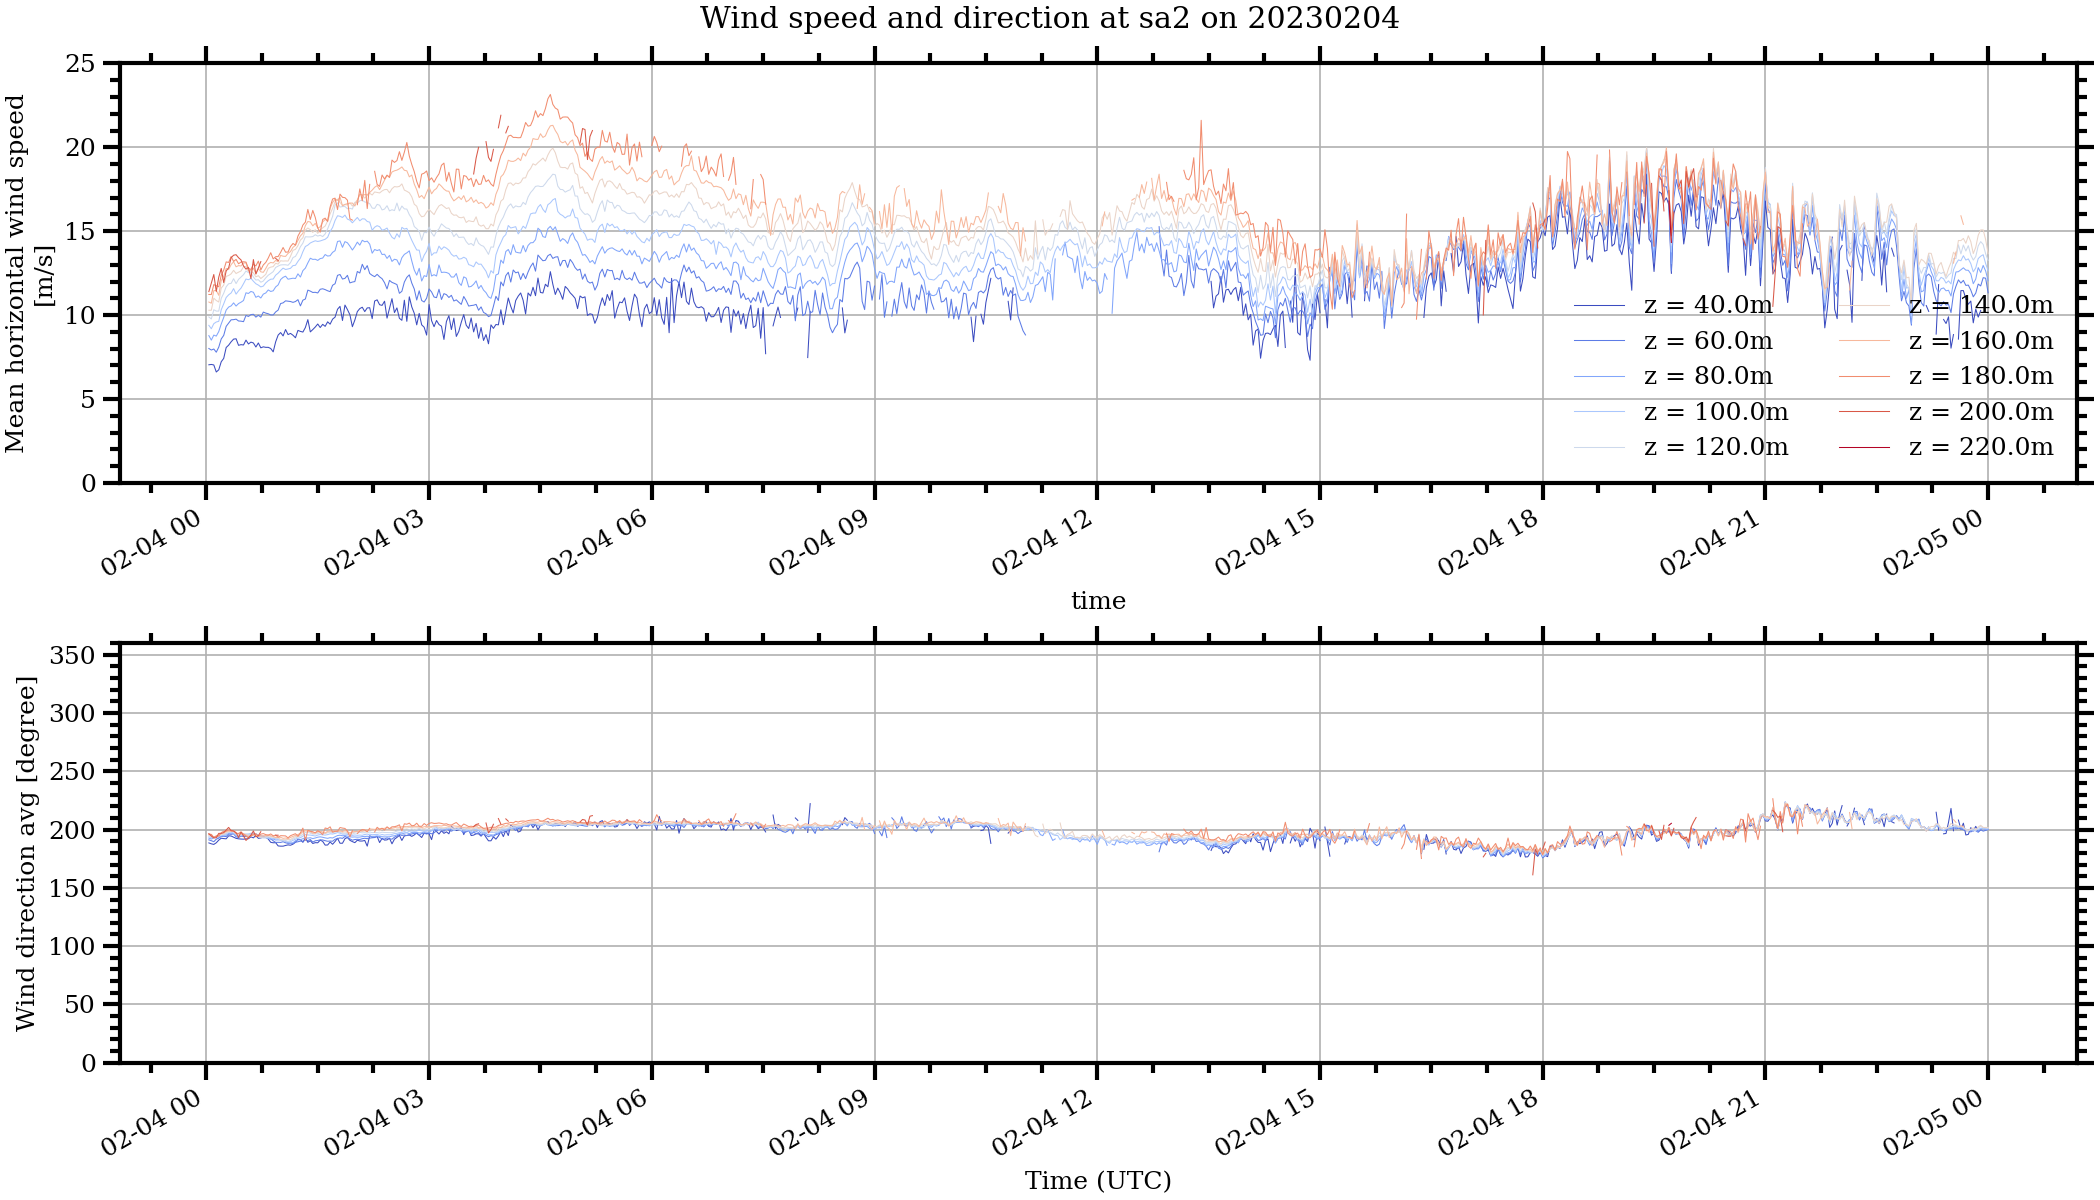 Wind speed and direction at sa2 on 20230204
Mean horizontal wind speed
[m/s]
25
20
15
10
5
0
z = 40.0m
z = 60.0m
z = 80.0m
z = 100.0m
z = 120.0m
z = 140.0m
z = 160.0m
z = 180.0m
z = 200.0m
z = 220.0m
02-04 00
02-04 03
02-04 06
02-04 09
02-04 12
02-04 15
02-04 18
02-04 21
02-05 00
time
Wind direction avg [degree]
350
300
250
200
150
100
50
0
02-04 00
02-04 03
02-04 06
02-04 09
02-04 12
02-04 15
02-04 18
02-04 21
02-05 00
Time (UTC)